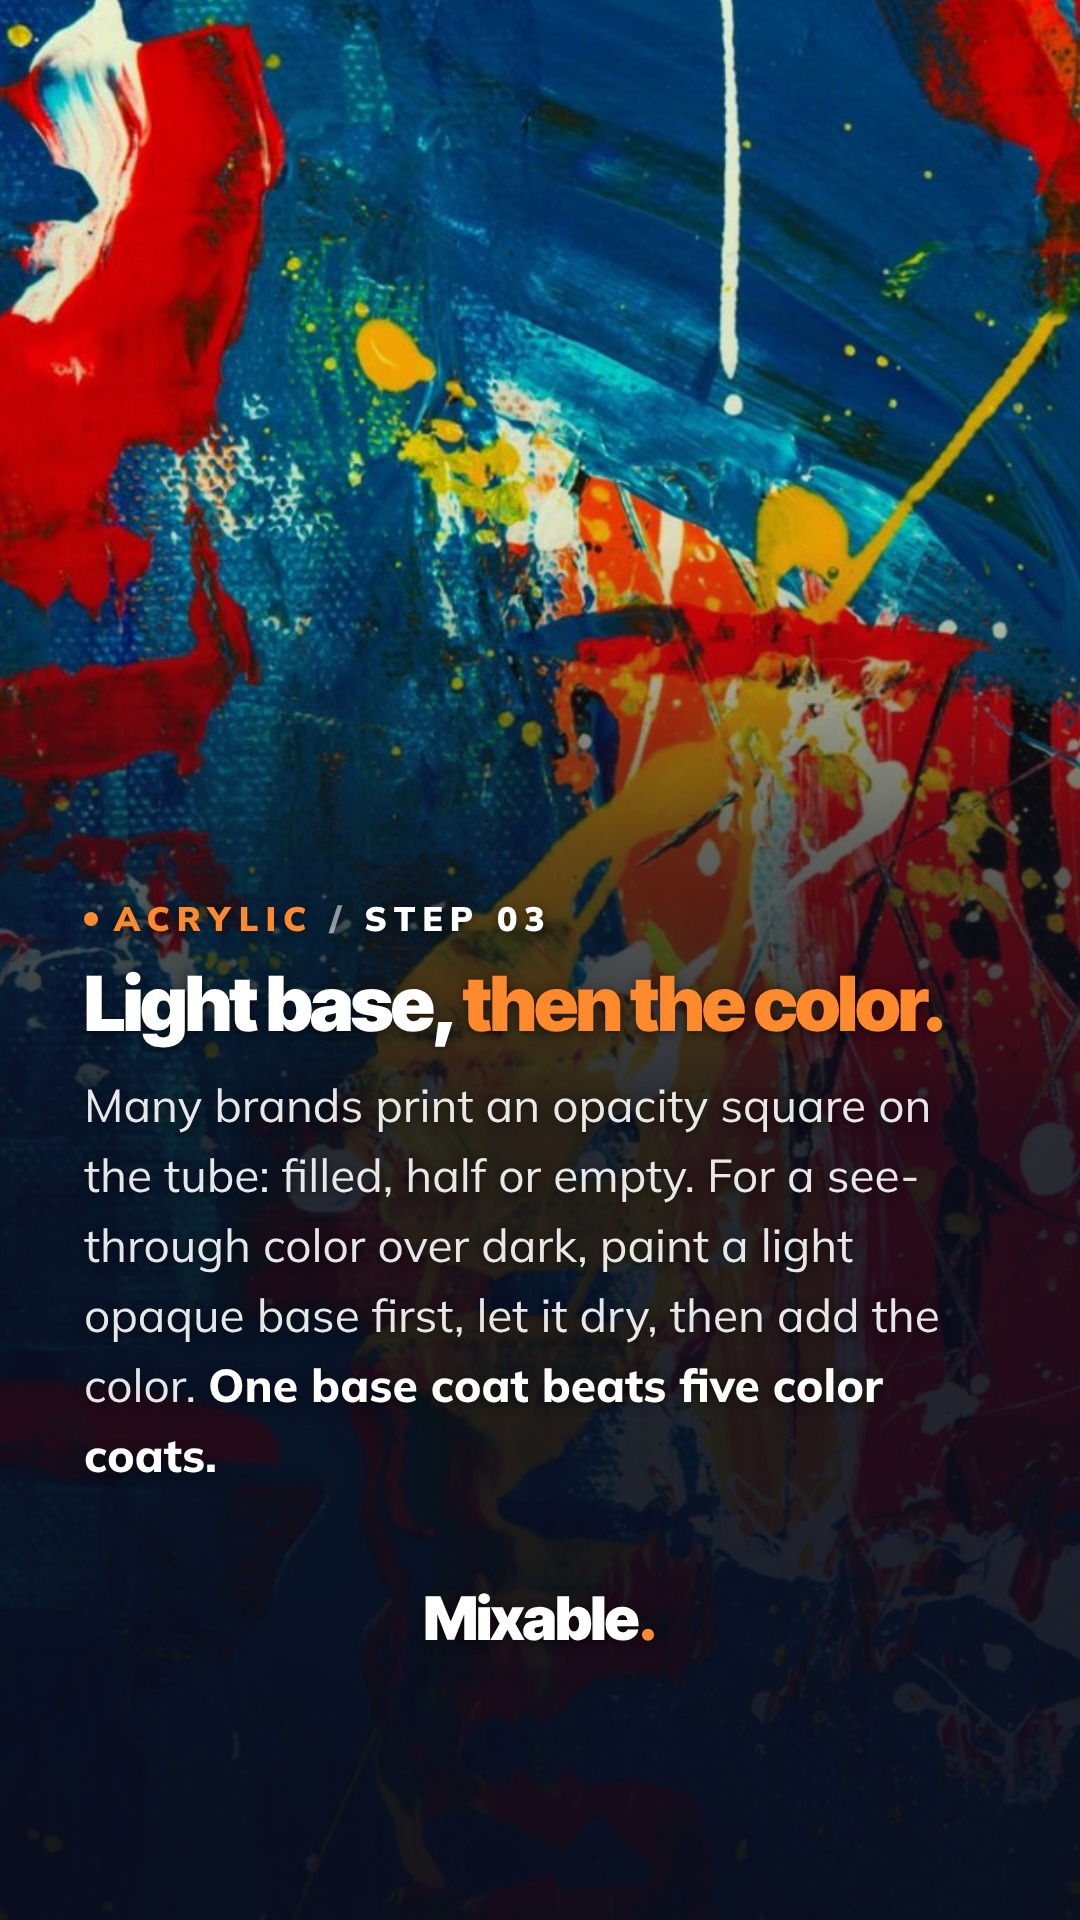 • ACRYLIC / STEP 03
Light base, then the color.
Many brands print an opacity square on
the tube: filled, half or empty. For a see-
through color over dark, paint a light
opaque base first, let it dry, then add the
color. One base coat beats five color
coats.
Mixable.